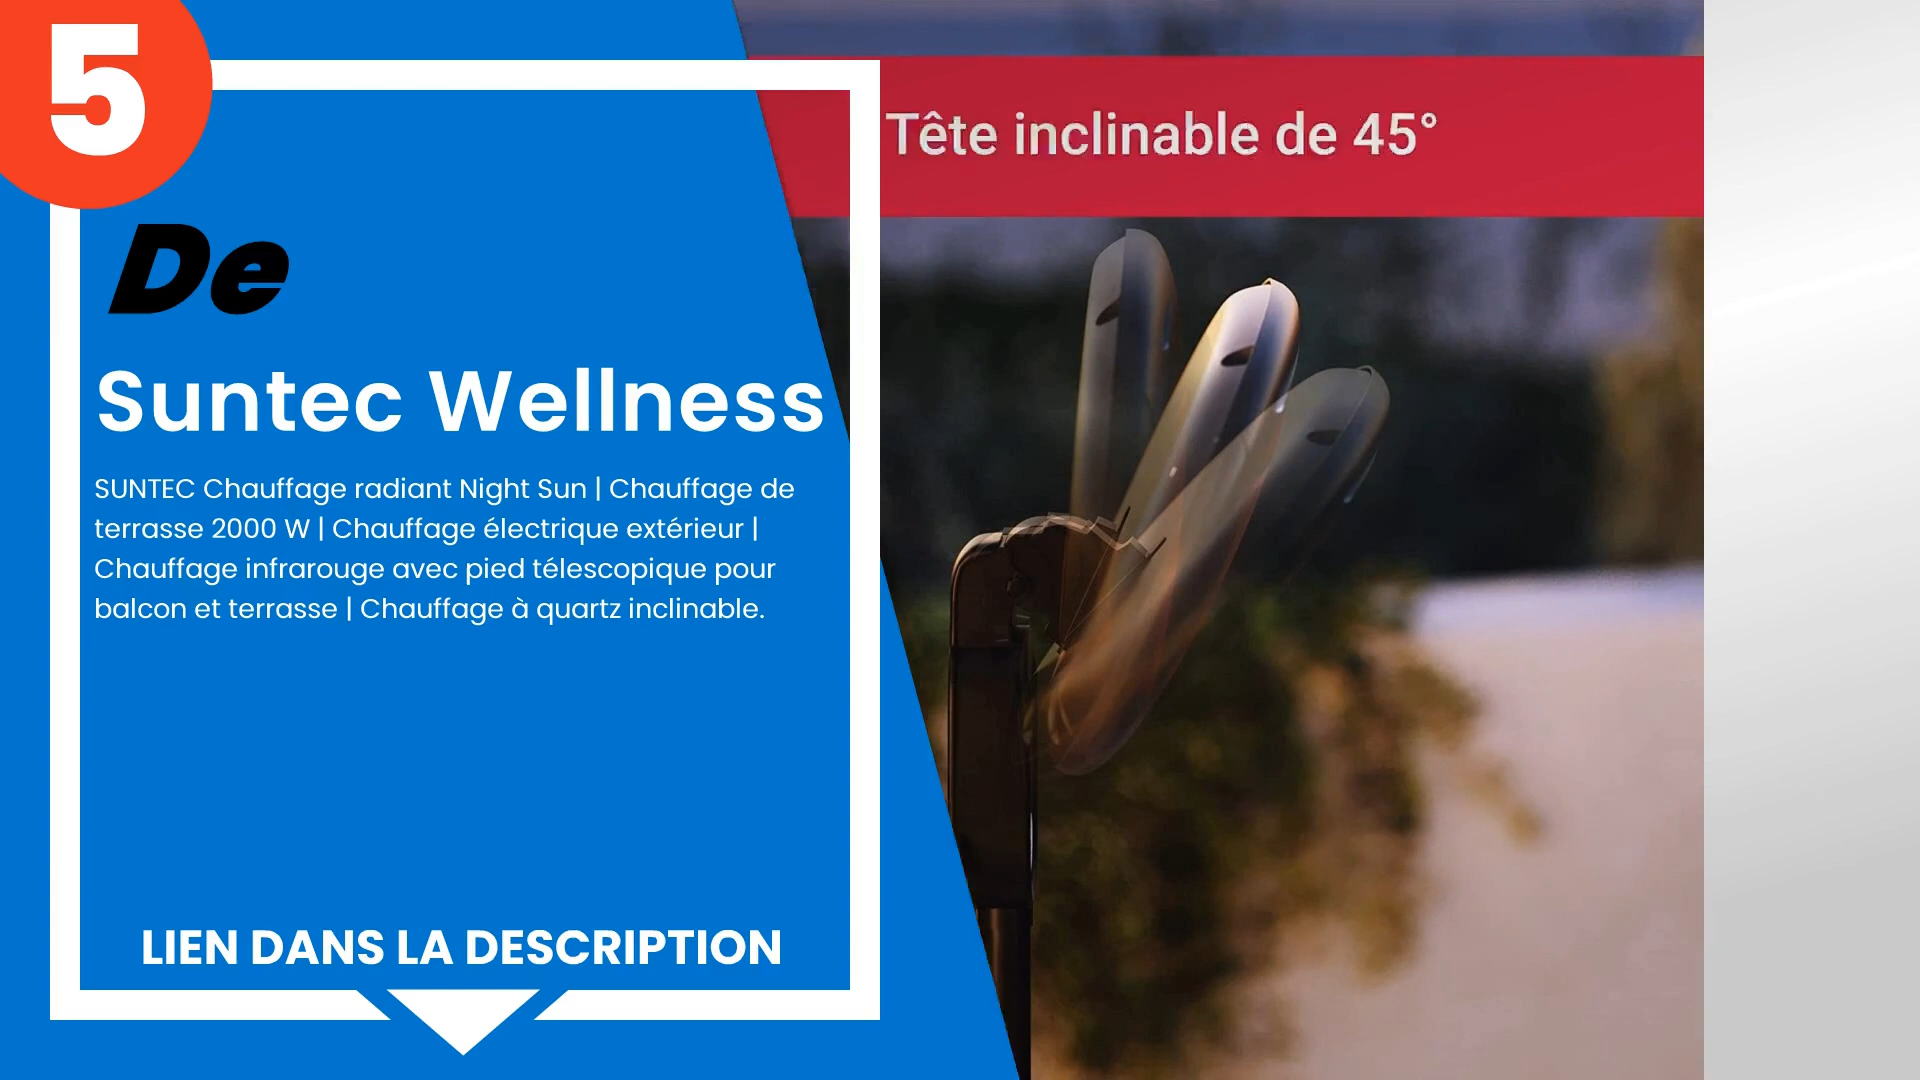 5
De
Suntec Wellness
SUNTEC Chauffage radiant Night Sun | Chauffage de
terrasse 2000 W | Chauffage électrique extérieur |
Chauffage infrarouge avec pied télescopique pour
balcon et terrasse | Chauffage à quartz inclinable.
LIEN DANS LA DESCRIPTION
Tête inclinable de 45°